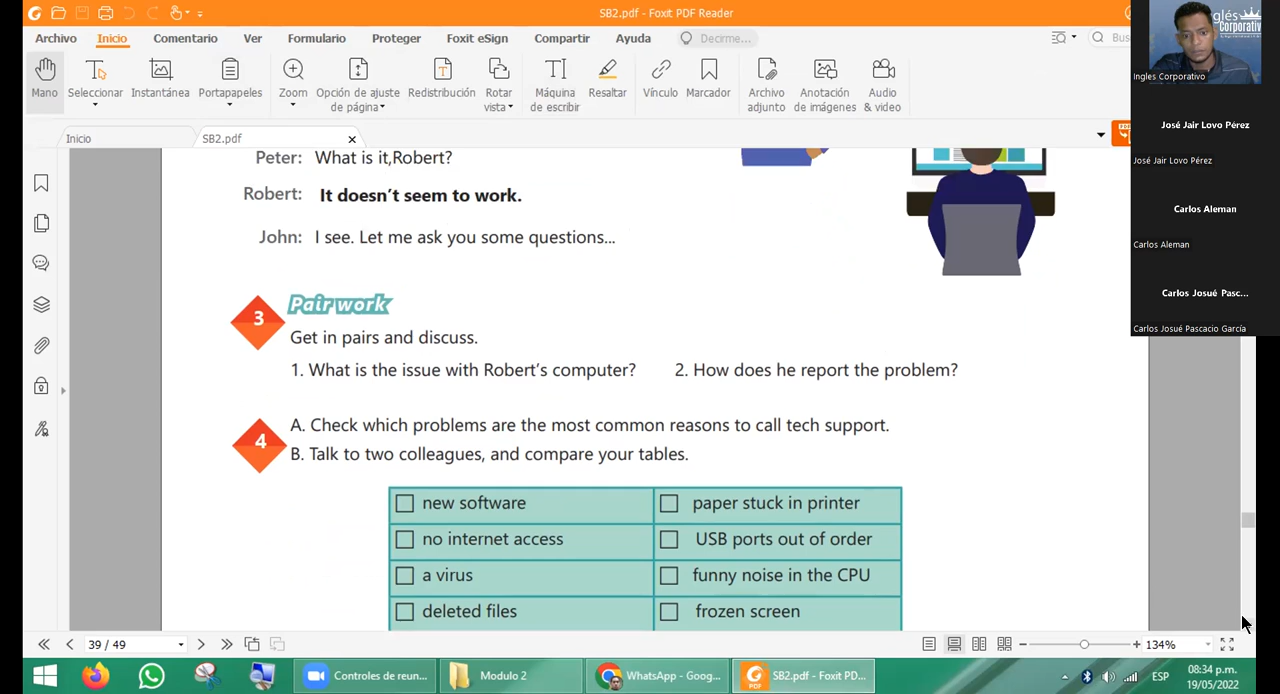 SB2.pdf - Foxit PDF Reader
Archivo Inicio Comentario Ver Formulario Proteger Foxit eSign Compartir Ayuda Decirme... Bus
Mano Seleccionar Instantánea Portapapeles Zoom Opción de ajuste de página Redistribución Rotar vista Máquina de escribir Resaltar Vínculo Marcador Archivo adjunto Anotación de imágenes Audio & video
Inicio SB2.pdf
glés
Corporativ
Ingles Corporativo
José Jair Lovo Pérez
José Jair Lovo Pérez
Carlos Aleman
Carlos Aleman
Carlos Josué Pasc...
Carlos Josué Pascacio García
Peter: What is it,Robert?
Robert: It doesn't seem to work.
John: I see. Let me ask you some questions...
3 Pair work
Get in pairs and discuss.
1. What is the issue with Robert's computer? 2. How does he report the problem?
4 A. Check which problems are the most common reasons to call tech support.
B. Talk to two colleagues, and compare your tables.
new software paper stuck in printer
no internet access USB ports out of order
a virus funny noise in the CPU
deleted files frozen screen
39 / 49 134%
Controles de reun... Modulo 2 WhatsApp - Goog... SB2.pdf - Foxit PD... ESP 08:34 p.m.
19/05/2022